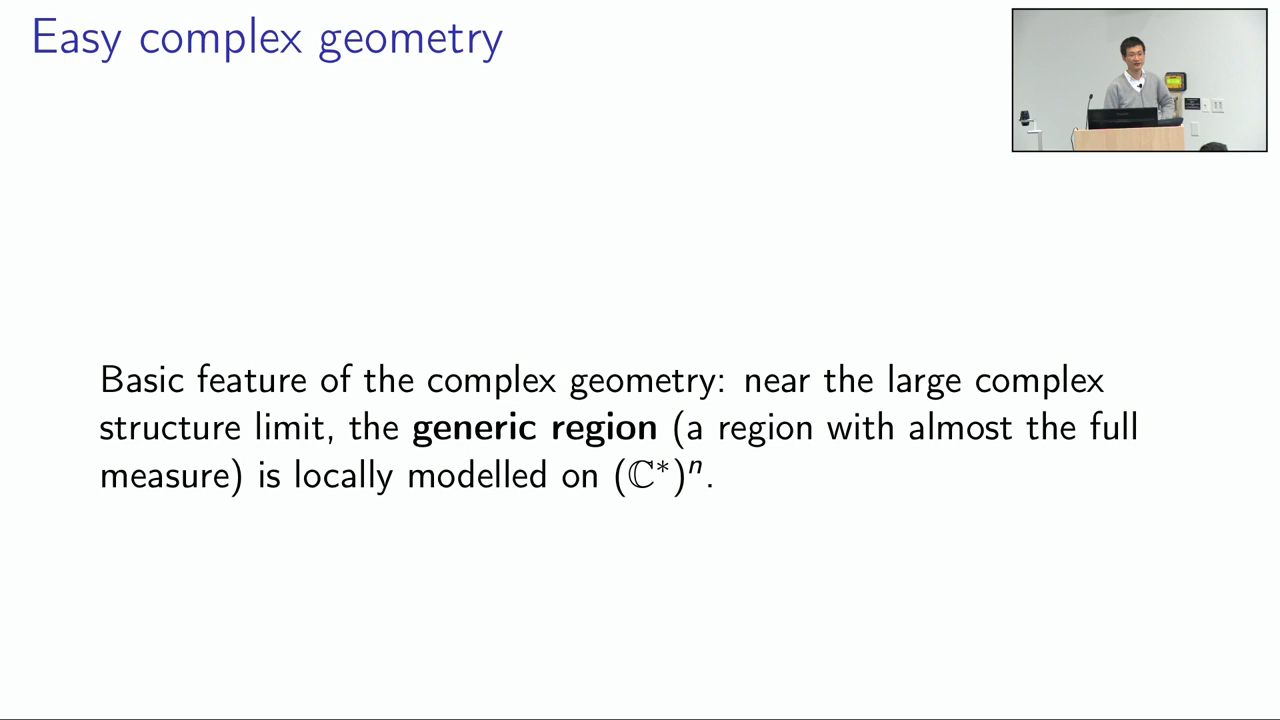 Easy complex geometry
Basic feature of the complex geometry: near the large complex
structure limit, the generic region (a region with almost the full
measure) is locally modelled on (ℂ*)ⁿ.